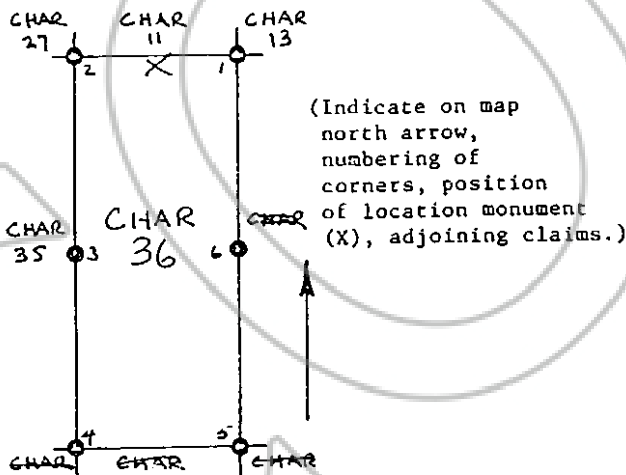 CHAR CHAR CHAR
27 11 13
2 X 1
(Indicate on map
north arrow,
numbering of
corners, position
of location monument
(X), adjoining claims.)
CHAR CHAR CHAR
35 3 36 6
4 5
CHAR CHAR CHAR